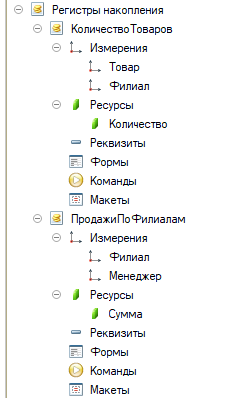 Регистры накопления
КоличествоТоваров
Измерения
Товар
Филиал
Ресурсы
Количество
Реквизиты
Формы
Команды
Макеты
ПродажиПоФилиалам
Измерения
Филиал
Менеджер
Ресурсы
Сумма
Реквизиты
Формы
Команды
Макеты